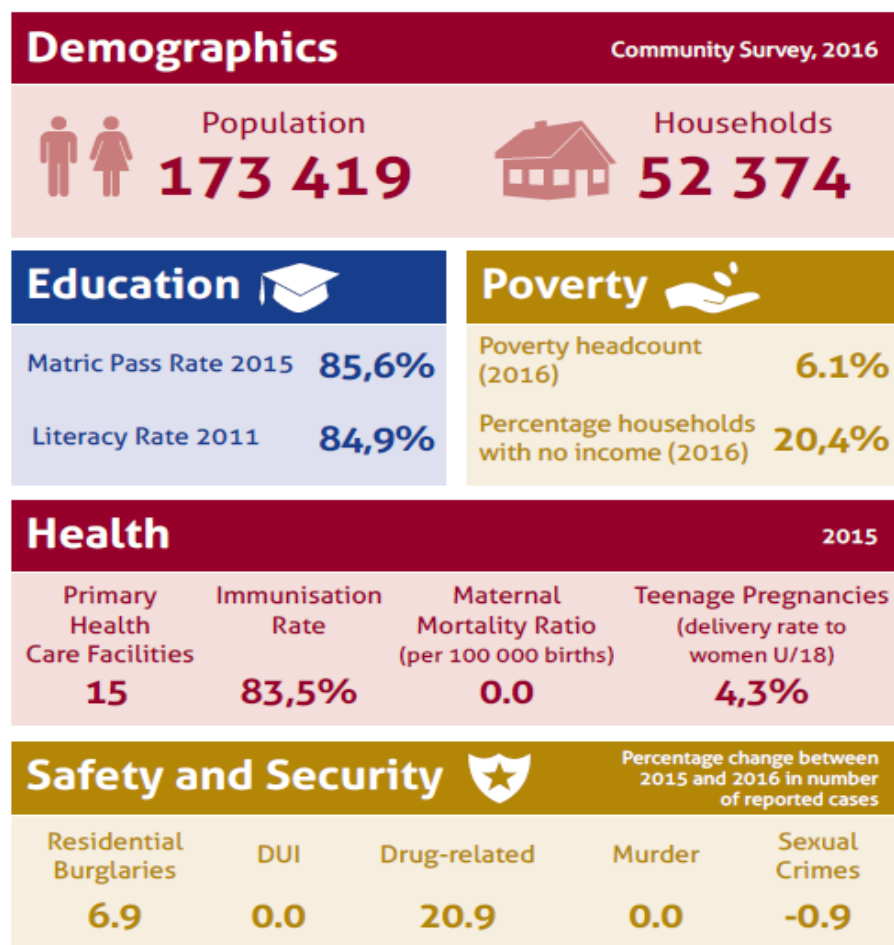 Demographics
Community Survey, 2016
Population
173 419
Households
52 374
Education
Matric Pass Rate 2015 85,6%
Literacy Rate 2011 84,9%
Poverty
Poverty headcount
(2016)
6.1%
Percentage households
with no income (2016)
20,4%
Health
2015
Primary
Health
Care Facilities
15
Immunisation
Rate
83,5%
Maternal
Mortality Ratio
(per 100 000 births)
0.0
Teenage Pregnancies
(delivery rate to
women U/18)
4,3%
Safety and Security
Percentage change between
2015 and 2016 in number
of reported cases
Residential
Burglaries
6.9
DUI
0.0
Drug-related
20.9
Murder
0.0
Sexual
Crimes
-0.9